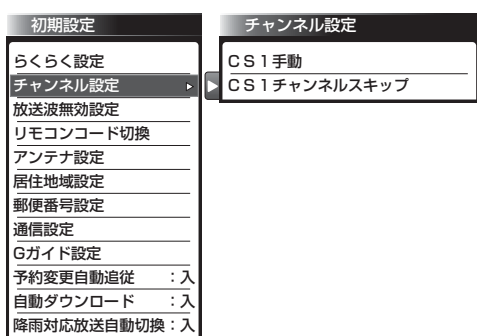 初期設定
らくらく設定
チャンネル設定
放送波無効設定
リモコンコード切換
アンテナ設定
居住地域設定
郵便番号設定
通信設定
Gガイド設定
予約変更自動追従 ：入
自動ダウンロード ：入
降雨対応放送自動切換：入
チャンネル設定
ＣＳ１手動
ＣＳ１チャンネルスキップ